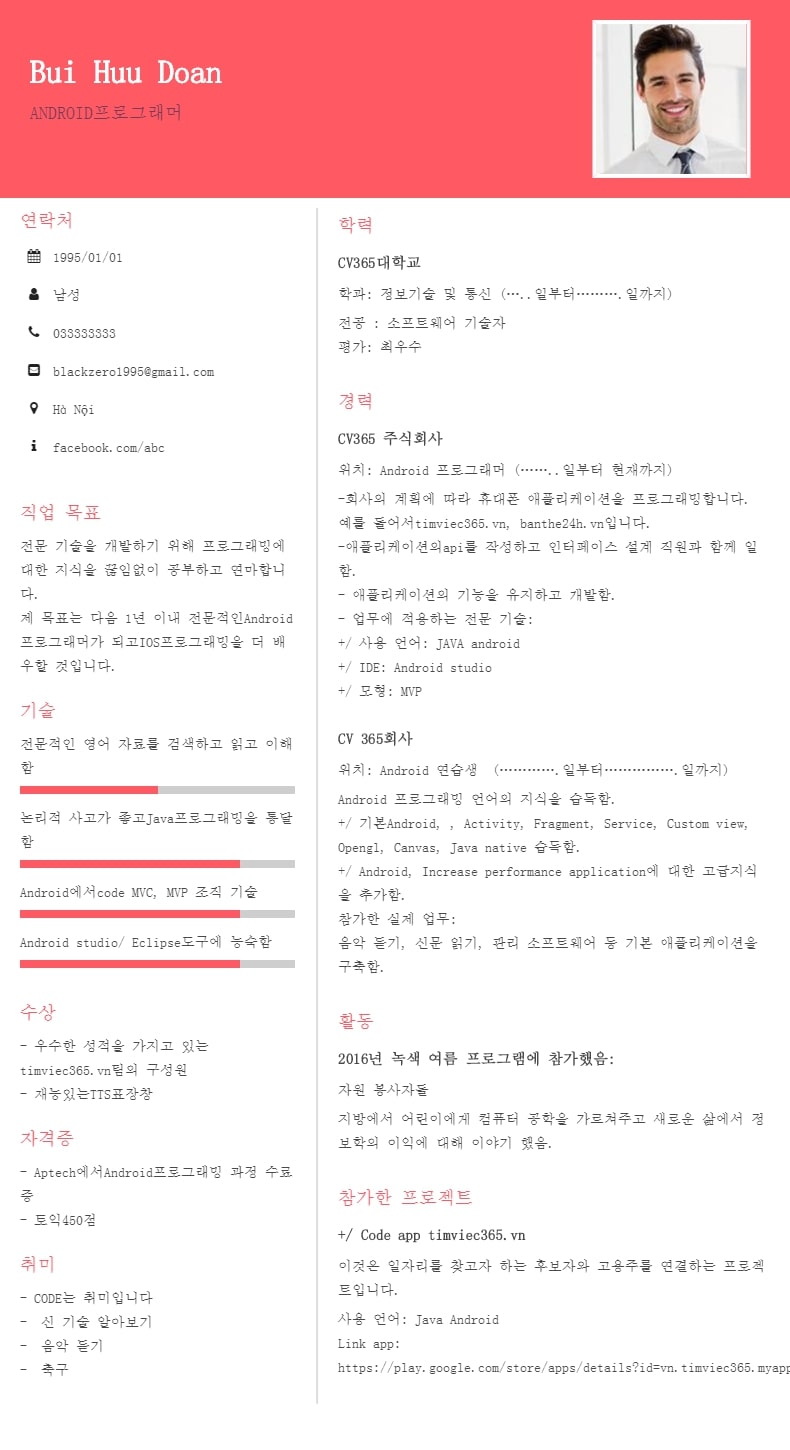 Bui Huu Doan
ANDROID프로그래머
연락처
1995/01/01
남성
033333333
blackzero1995@gmail.com
Hà Nội
facebook.com/abc
직업 목표
전문 기술을 개발하기 위해 프로그래밍에
대한 지식을 끊임없이 공부하고 연마합니
다.
제 목표는 다음 1년 이내 전문적인Android
프로그래머가 되고IOS프로그래밍을 더 배
우할 것입니다.
기술
전문적인 영어 자료를 검색하고 읽고 이해
함
논리적 사고가 좋고Java프로그래밍을 통달
함
Android에서code MVC, MVP 조직 기술
Android studio/ Eclipse도구에 능숙함
수상
- 우수한 성적을 가지고 있는
timviec365.vn팀의 구성원
- 재능있는TTS표장창
자격증
- Aptech에서Android프로그래밍 과정 수료
증
- 토익450점
취미
- CODE는 취미입니다
-  신 기술 알아보기
-  음악 듣기
-  축구
학력
CV365대학교
학과: 정보기술 및 통신 (…..일부터……….일까지)
전공 : 소프트웨어 기술자
평가: 최우수
경력
CV365 주식회사
위치: Android 프로그래머 (……..일부터 현재까지)
-회사의 계획에 따라 휴대폰 애플리케이션을 프로그래밍합니다.
예를 들어서timviec365.vn, banthe24h.vn입니다.
-애플리케이션의api를 작성하고 인터페이스 설계 직원과 함께 일
함.
- 애플리케이션의 기능을 유지하고 개발함.
- 업무에 적용하는 전문 기술:
+/ 사용 언어: JAVA android
+/ IDE: Android studio
+/ 모형: MVP
CV 365회사
위치: Android 연습생  (………….일부터…………….일까지)
Android 프로그래밍 언어의 지식을 습득함.
+/ 기본Android, , Activity, Fragment, Service, Custom view,
Opengl, Canvas, Java native 습득함.
+/ Android, Increase performance application에 대한 고급지식
을 추가함.
참가한 실제 업무:
음악 듣기, 신문 읽기, 관리 소프트웨어 등 기본 애플리케이션을
구축함.
활동
2016년 녹색 여름 프로그램에 참가했음:
자원 봉사자들
지방에서 어린이에게 컴퓨터 공학을 가르쳐주고 새로운 삶에서 정
보학의 이익에 대해 이야기 했음.
참가한 프로젝트
+/ Code app timviec365.vn
이것은 일자리를 찾고자 하는 후보자와 고용주를 연결하는 프로젝
트입니다.
사용 언어: Java Android
Link app:
https://play.google.com/store/apps/details?id=vn.timviec365.myapp